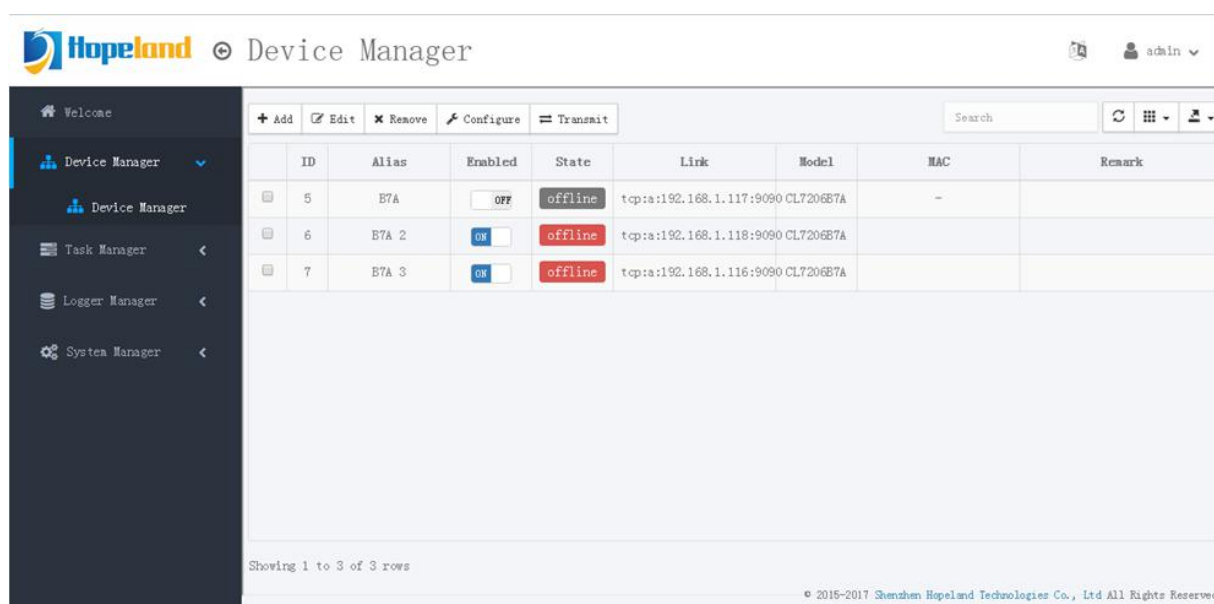 Hopeland Device Manager admin
Welcome
Add Edit Remove Configure Transmit Search
Device Manager
ID Alias Enabled State Link Model MAC Remark
5 B7A OFF offline tcp:a:192.168.1.117:9090 CL7206B7A -
Device Manager
6 B7A 2 ON offline tcp:a:192.168.1.118:9090 CL7206B7A
Task Manager
7 B7A 3 ON offline tcp:a:192.168.1.116:9090 CL7206B7A
Logger Manager
System Manager
Showing 1 to 3 of 3 rows
© 2015-2017 Shenzhen Hopeland Technologies Co., Ltd All Rights Reserve